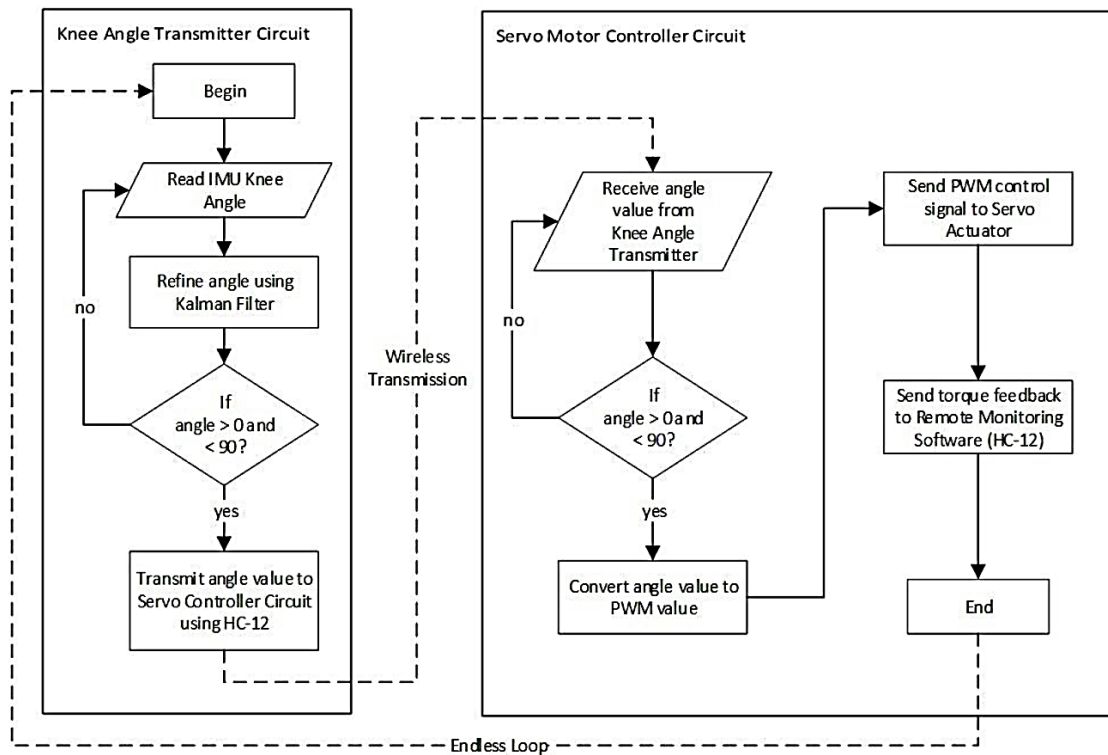 Knee Angle Transmitter Circuit
Begin
Read IMU Knee
Angle
Refine angle using
Kalman Filter
no
If
angle > 0 and
< 90?
yes
Transmit angle value to
Servo Controller Circuit
using HC-12
Wireless
Transmission
Servo Motor Controller Circuit
Receive angle
value from
Knee Angle
Transmitter
no
If
angle > 0 and
< 90?
yes
Convert angle value to
PWM value
Send PWM control
signal to Servo
Actuator
Send torque feedback
to Remote Monitoring
Software (HC-12)
End
Endless Loop